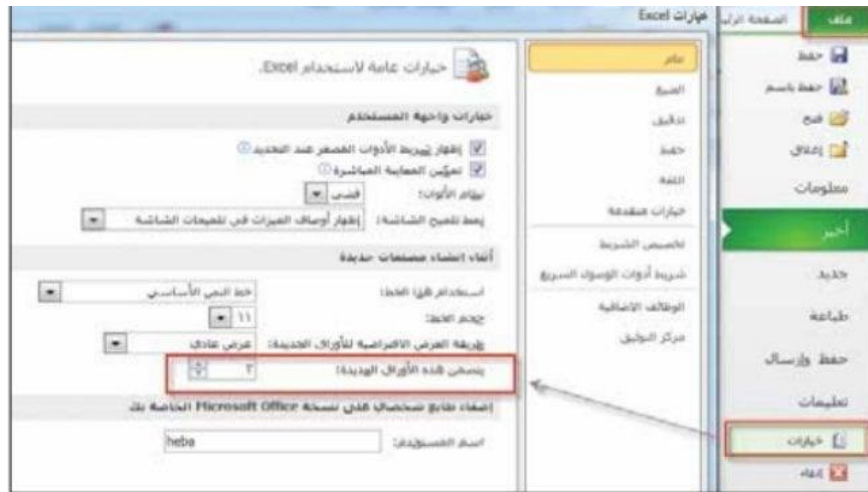 ملف
الصفحة الرئي
حفظ
حفظ باسم
فتح
إغلاق
معلومات
أخير
جديد
طباعة
حفظ وإرسال
تعليمات
خيارات
إنهاء
خيارات Excel
عام
الصيغ
تدقيق
حفظ
اللغة
خيارات متقدمة
تخصيص الشريط
شريط أدوات الوصول السريع
الوظائف الإضافية
مركز التوثيق
خيارات عامة لاستخدام Excel.
خيارات واجهة المستخدم
إظهار شريط الأدوات المصغر عند التحديد
تمكين المعاينة المباشرة
نظام الألوان: فضي
نمط تلميح الشاشة: إظهار أوصاف الميزات في تلميحات الشاشة
أثناء إنشاء مصنفات جديدة
استخدام هذا الخط: خط النص الأساسي
حجم الخط: ١١
طريقة العرض الافتراضية للأوراق الجديدة: عرض عادي
يتضمن هذه الأوراق العديدة: ٣
إضفاء طابع شخصي على نسخة Microsoft Office الخاصة بك
اسم المستخدم: heba